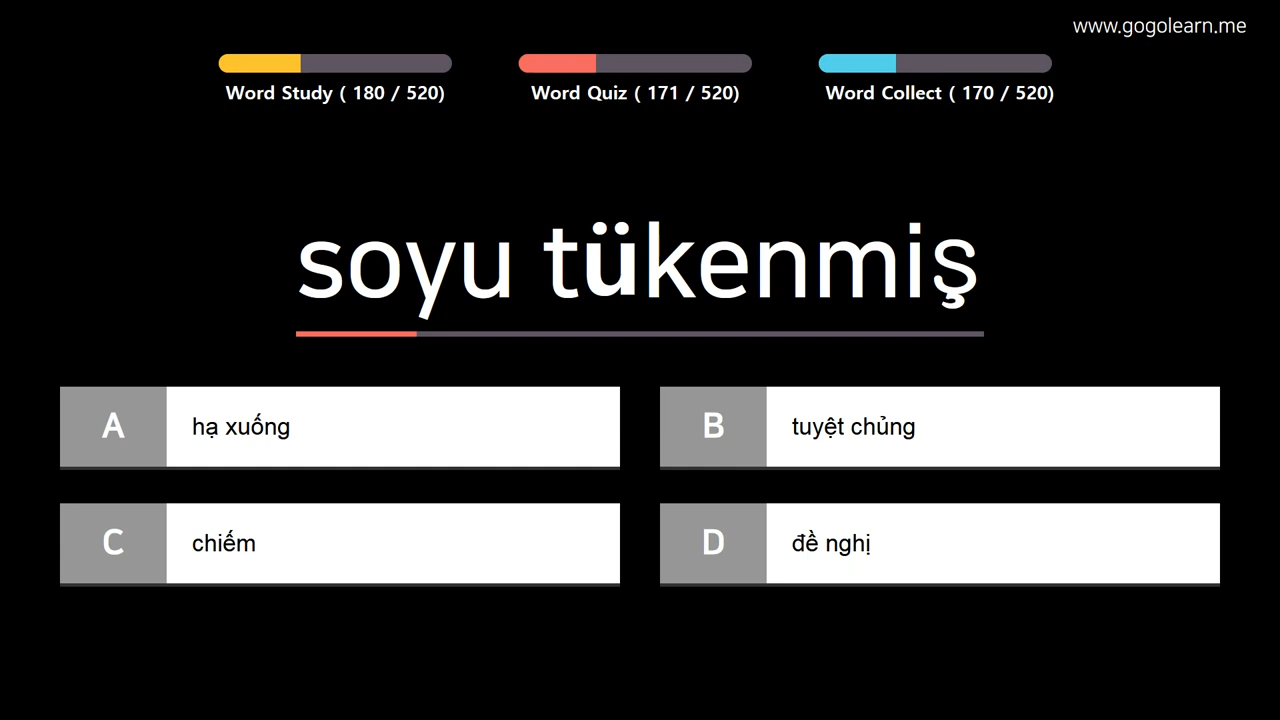 www.gogolearn.me
Word Study ( 180 / 520)
Word Quiz ( 171 / 520)
Word Collect ( 170 / 520)
soyu tükenmiş
A hạ xuống
B tuyệt chủng
C chiếm
D đề nghị